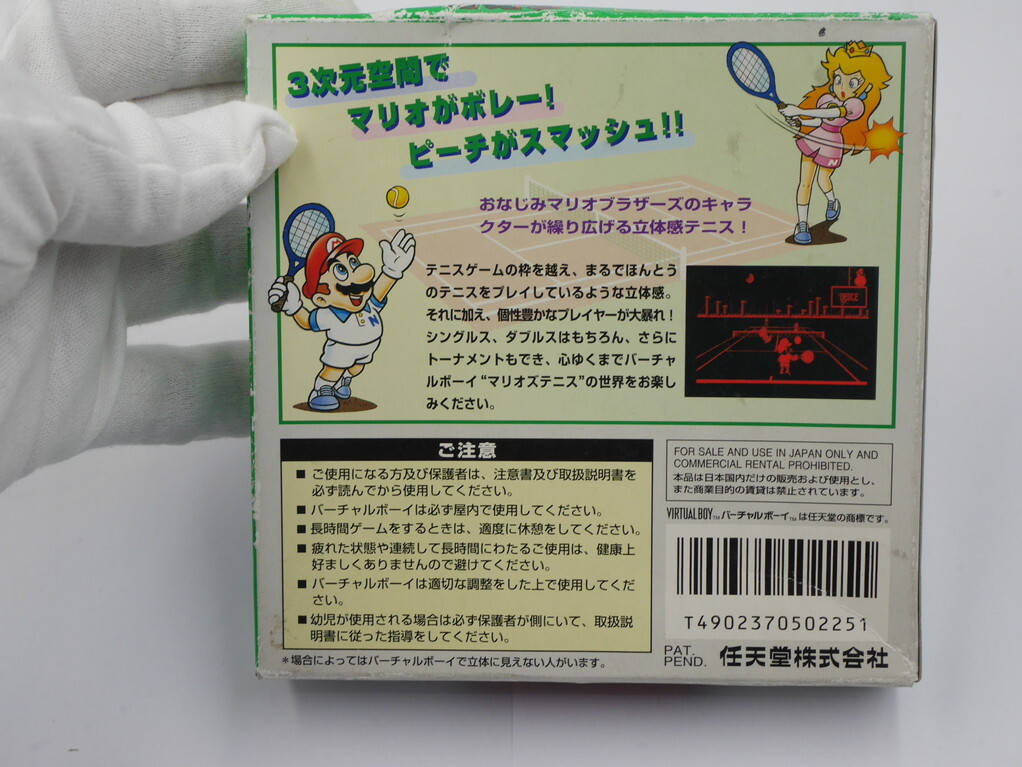 3次元空間で
マリオがボレー!
ピーチがスマッシュ!!
おなじみマリオブラザーズのキャラ
クターが繰り広げる立体感テニス！
テニスゲームの枠を越え、まるでほんとう
のテニスをプレイしているような立体感。
それに加え、個性豊かなプレイヤーが大暴れ！
シングルス、ダブルスはもちろん、さらに
トーナメントもでき、心ゆくまでバーチャ
ルボーイ“マリオズテニス”の世界をお楽し
みください。
DEUCE
M
N
N
ご注意
■ ご使用になる方及び保護者は、注意書及び取扱説明書を
必ず読んでから使用してください。
■ バーチャルボーイは必ず屋内で使用してください。
■ 長時間ゲームをするときは、適度に休憩をしてください。
■ 疲れた状態や連続して長時間にわたるご使用は、健康上
好ましくありませんので避けてください。
■ バーチャルボーイは適切な調整をした上で使用してくだ
さい。
■ 幼児が使用される場合は必ず保護者が側にいて、取扱説
明書に従った指導をしてください。
＊場合によってはバーチャルボーイで立体に見えない人がいます。
FOR SALE AND USE IN JAPAN ONLY AND
COMMERCIAL RENTAL PROHIBITED.
本品は日本国内だけの販売および使用とし、
また商業目的の賃貸は禁止されています。
VIRTUAL BOY™ バーチャルボーイ™ は任天堂の商標です。
T4902370502251
PAT.
PEND. 任天堂株式会社